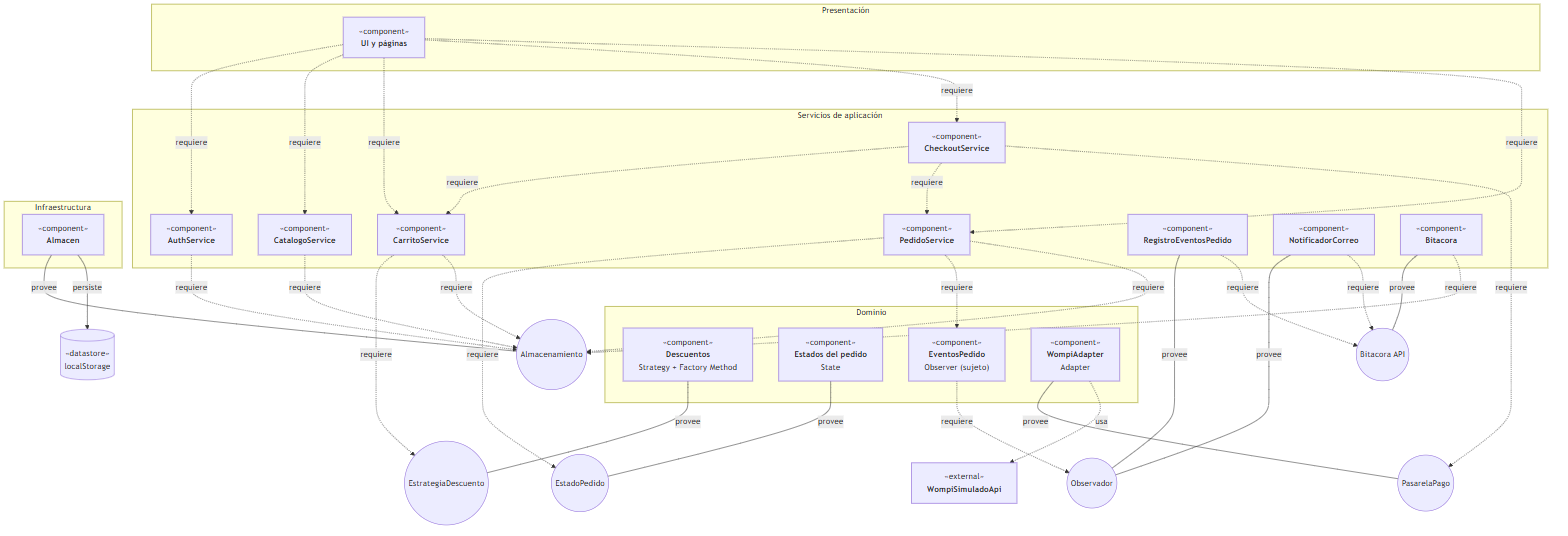 Presentación
«component»
UI y páginas
requiere
Servicios de aplicación
«component»
CheckoutService
requiere
requiere
requiere
requiere
requiere
requiere
Infraestructura
«component»
Almacen
«component»
AuthService
«component»
CatalogoService
«component»
CarritoService
«component»
PedidoService
«component»
RegistroEventosPedido
«component»
NotificadorCorreo
«component»
Bitacora
provee
persiste
requiere
requiere
requiere
requiere
requiere
requiere
requiere
provee
requiere
requiere
Dominio
«datastore»
localStorage
Almacenamiento
requiere
requiere
«component»
Descuentos
Strategy + Factory Method
«component»
Estados del pedido
State
«component»
EventosPedido
Observer (sujeto)
«component»
WompiAdapter
Adapter
provee
provee
Bitacora API
provee
provee
requiere
provee
usa
EstrategiaDescuento
EstadoPedido
«external»
WompiSimuladoApi
Observador
PasarelaPago